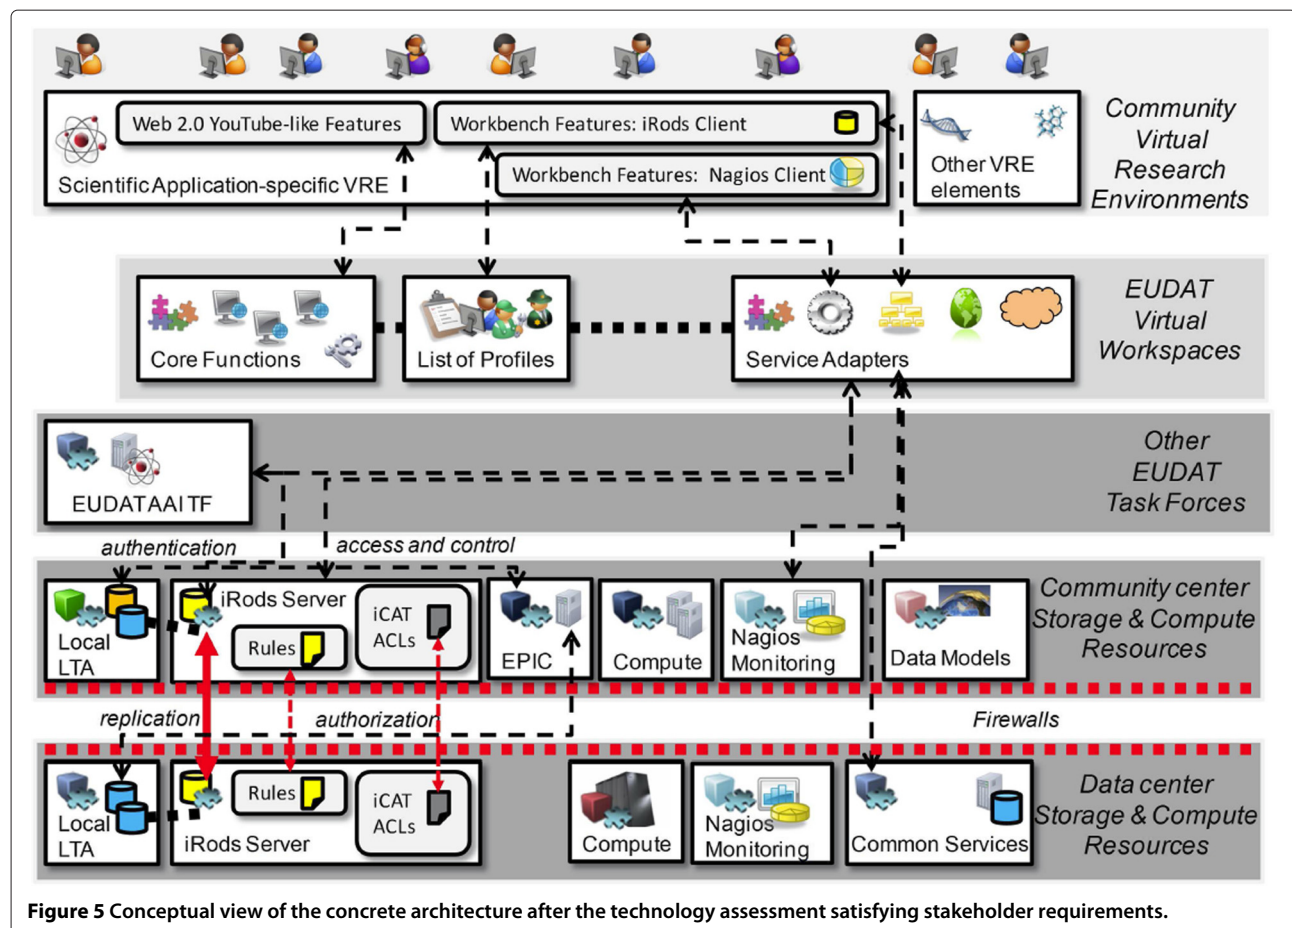 Web 2.0 YouTube-like Features
Workbench Features: iRods Client
Workbench Features: Nagios Client
Scientific Application-specific VRE
Other VRE
elements
Community
Virtual
Research
Environments
Core Functions
List of Profiles
Service Adapters
EUDAT
Virtual
Workspaces
EUDAT AAI TF
Other
EUDAT
Task Forces
authentication
access and control
Local
LTA
iRods Server
Rules
iCAT
ACLs
EPIC
Compute
Nagios
Monitoring
Data Models
Community center
Storage & Compute
Resources
replication
authorization
Firewalls
Local
LTA
iRods Server
Rules
iCAT
ACLs
Compute
Nagios
Monitoring
Common Services
Data center
Storage & Compute
Resources
Figure 5 Conceptual view of the concrete architecture after the technology assessment satisfying stakeholder requirements.